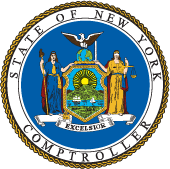 STATE OF NEW YORK
EXCELSIOR
COMPTROLLER